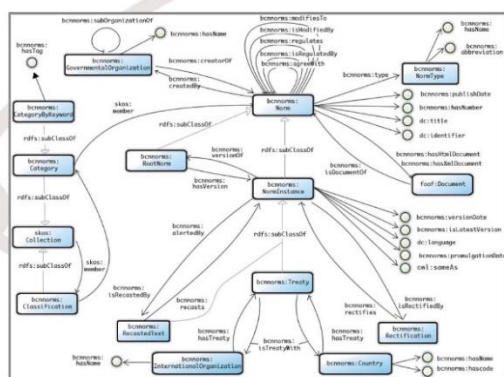 bcnnorms:subOrganizationOf
bcnnorms:
hasTag
bcnnorms:hasName
bcnnorms:
GovernmentalOrganization
bcnnorms:creatorOf
bcnnorms:
createdBy
bcnnorms:modifiesTo
bcnnorms:isModifiedBy
bcnnorms:regulates
bcnnorms:isRegulatedBy
bcnnorms:agreeWith
bcnnorms:
hasName
bcnnorms:
abbreviation
bcnnorms:type
bcnnorms:
NormType
bcnnorms:
CategoryByKeyword
skos:
member
bcnnorms:
Norm
bcnnorms:publishDate
bcnnorms:hasNumber
dc:title
dc:identifier
rdfs:subClassOf
rdfs:subClassOf
bcnnorms:
RootNorm
bcnnorms:
versionOf
rdfs:subClassOf
bcnnorms:hasHtmlDocument
bcnnorms:hasXmlDocument
bcnnorms:
isDocumentOf
foaf:Document
bcnnorms:
Category
bcnnorms:
hasVersion
bcnnorms:
NormInstance
rdfs:subClassOf
bcnnorms:
alertedBy
rdfs:subClassOf
bcnnorms:versionDate
bcnnorms:isLatestVersion
dc:language
bcnnorms:promulgationDate
owl:sameAs
skos:
Collection
rdfs:subClassOf
skos:
member
bcnnorms:
Treaty
bcnnorms:
Classification
bcnnorms:
isRecastedBy
bcnnorms:
recasts
bcnnorms:
rectifies
bcnnorms:
isRectifiedBy
bcnnorms:
RecastedText
bcnnorms:
hasTreaty
bcnnorms:
isTreatyWith
bcnnorms:
hasTreaty
bcnnorms:
Rectification
bcnnorms:
hasName
bcnnorms:
InternationalOrganization
bcnnorms:Country
bcnnorms:hasName
bcnnorms:hascode